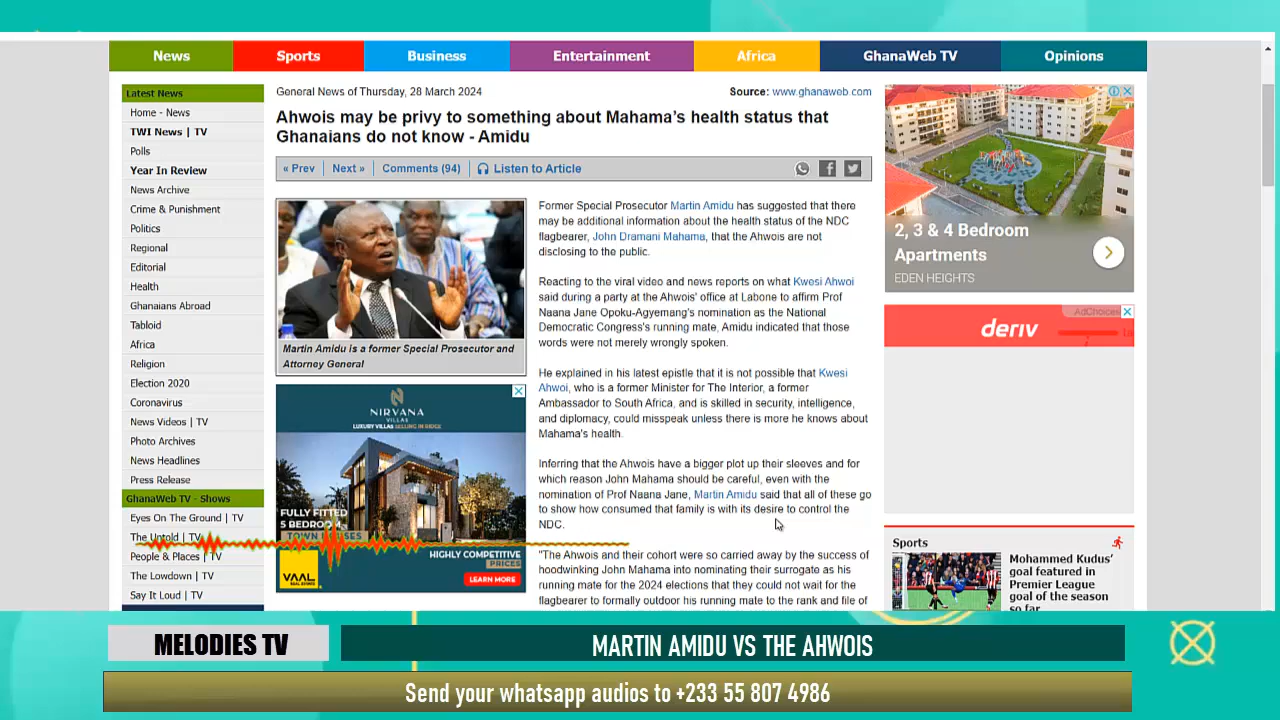 News
Sports
Business
Entertainment
Africa
GhanaWeb TV
Opinions
Latest News
Home - News
TWI News | TV
Polls
Year In Review
News Archive
Crime & Punishment
Politics
Regional
Editorial
Health
Ghanaians Abroad
Tabloid
Africa
Religion
Election 2020
Coronavirus
News Videos | TV
Photo Archives
News Headlines
Press Release
GhanaWeb TV - Shows
Eyes On The Ground | TV
The Untold | TV
People & Places | TV
The Lowdown | TV
Say It Loud | TV
General News of Thursday, 28 March 2024
Source: www.ghanaweb.com
Ahwois may be privy to something about Mahama's health status that
Ghanaians do not know - Amidu
« Prev
Next »
Comments (94)
Listen to Article
Martin Amidu is a former Special Prosecutor and
Attorney General
NIRVANA
VILLAS
LUXURY VILLAS SELLING IN RIDGE
FULLY FITTED
5 BEDROOM
TOWN HOUSES
VAAL
HIGHLY COMPETITIVE
PRICES
LEARN MORE
Former Special Prosecutor Martin Amidu has suggested that there
may be additional information about the health status of the NDC
flagbearer, John Dramani Mahama, that the Ahwois are not
disclosing to the public.
Reacting to the viral video and news reports on what Kwesi Ahwoi
said during a party at the Ahwois' office at Labone to affirm Prof
Naana Jane Opoku-Agyemang's nomination as the National
Democratic Congress's running mate, Amidu indicated that those
words were not merely wrongly spoken.
He explained in his latest epistle that it is not possible that Kwesi
Ahwoi, who is a former Minister for The Interior, a former
Ambassador to South Africa, and is skilled in security, intelligence,
and diplomacy, could misspeak unless there is more he knows about
Mahama's health.
Inferring that the Ahwois have a bigger plot up their sleeves and for
which reason John Mahama should be careful, even with the
nomination of Prof Naana Jane, Martin Amidu said that all of these go
to show how consumed that family is with its desire to control the
NDC.
"The Ahwois and their cohort were so carried away by the success of
hoodwinking John Mahama into nominating their surrogate as his
running mate for the 2024 elections that they could not wait for the
flagbearer to formally outdoor his running mate to the rank and file of
2, 3 & 4 Bedroom
Apartments
EDEN HEIGHTS
AdChoices
deriv
Sports
Mohammed Kudus'
goal featured in
Premier League
goal of the season
so far
MELODIES TV
MARTIN AMIDU VS THE AHWOIS
Send your whatsapp audios to +233 55 807 4986